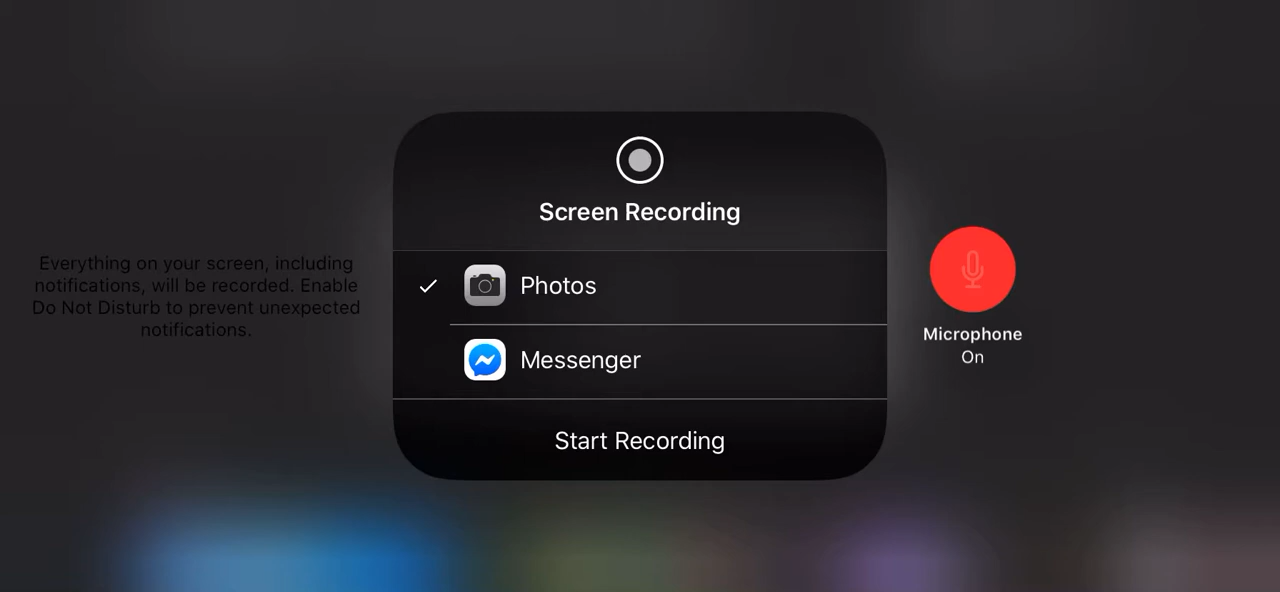 Screen Recording
Everything on your screen, including
notifications, will be recorded. Enable
Do Not Disturb to prevent unexpected
notifications.
Photos
Messenger
Start Recording
Microphone
On